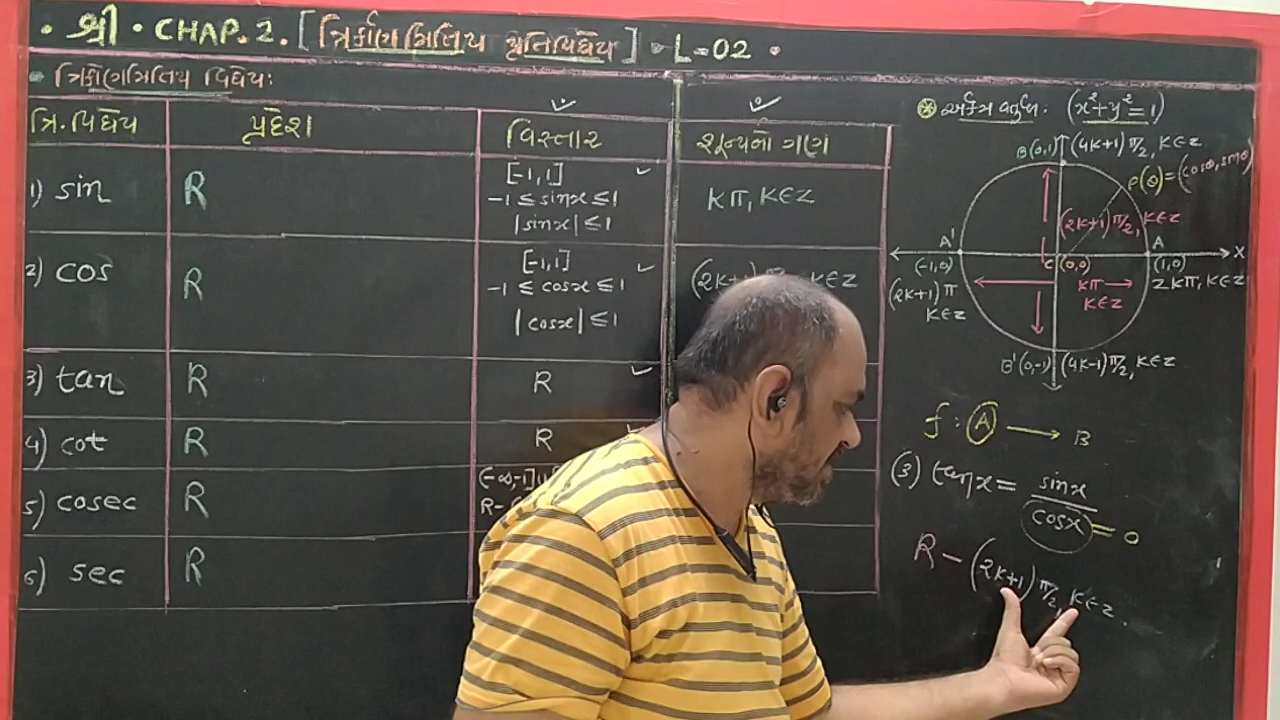 • શ્રી • CHAP. 2. [ ત્રિકોણમિતિય પ્રતિવિધેય ] • L-02 •
• ત્રિકોણમિતિય વિધેય:
ત્રિ.વિધેય પ્રદેશ વિસ્તાર શૂન્યનો ગણ
1) sin R [-1,1] kπ, k∈z
-1 ≤ sinx ≤ 1
|sinx| ≤ 1
2) cos R [-1,1] (2k+1) k∈z
-1 ≤ cosx ≤ 1
|cosx| ≤ 1
3) tan R R
4) cot R R
5) cosec R (-∞,-1]
R-
6) sec R
એકમ વર્તુળ: (x²+y²=1)
B(0,1) (4k+1)π/2, k∈z
P(θ)=(cosθ,sinθ)
(2k+1)π/2, k∈z
A' A X
(-1,0) C (0,0) (1,0)
(2k+1)π kπ 2kπ, k∈z
k∈z k∈z
B'(0,-1) (4k-1)π/2, k∈z
f: A ⟶ B
(3) tanx = sinx
cosx = 0
R - (2k+1)π/2, k∈z.